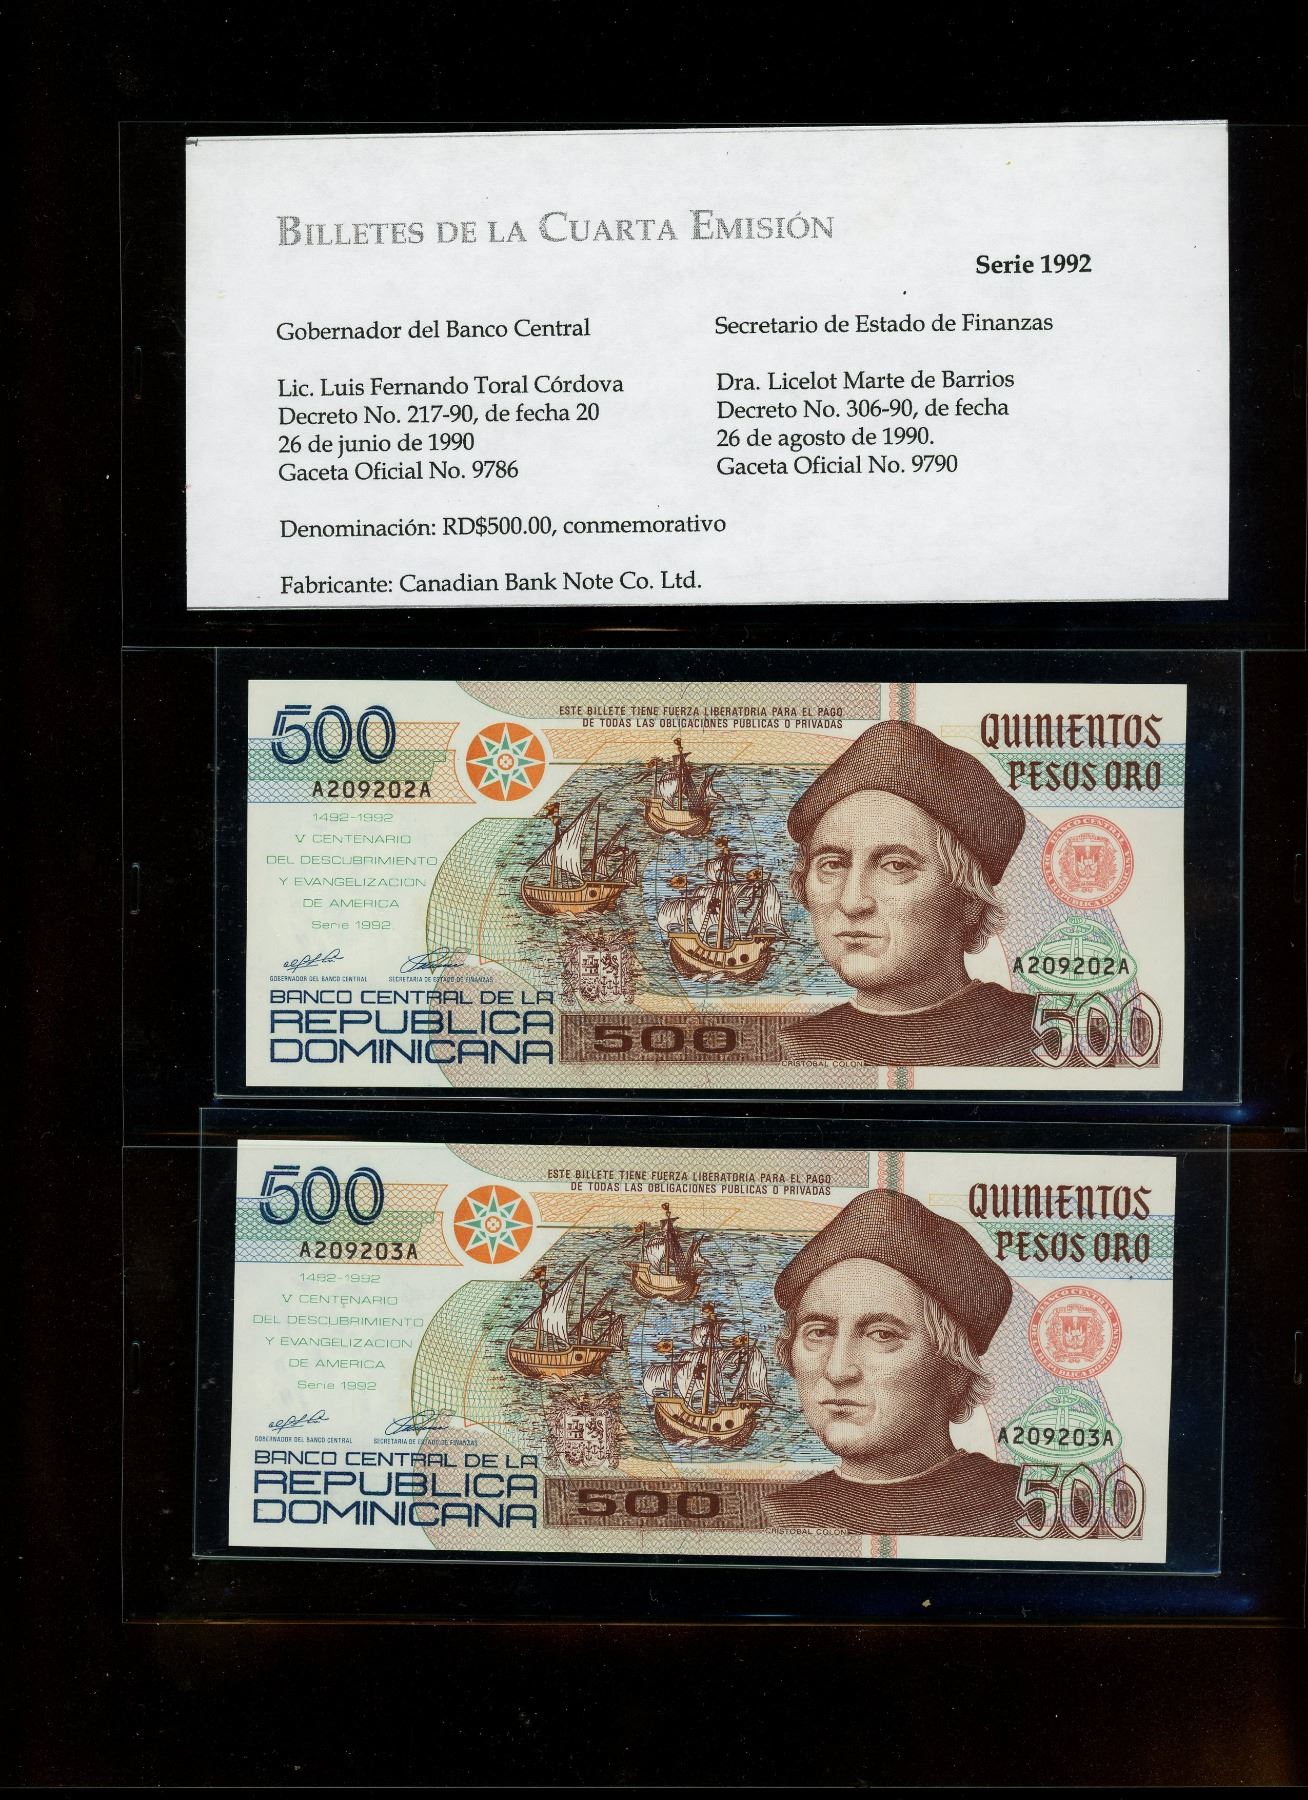 BILLETES DE LA CUARTA EMISIÓN
Serie 1992
Gobernador del Banco Central
Secretario de Estado de Finanzas
Lic. Luis Fernando Toral Córdova
Decreto No. 217-90, de fecha 20
26 de junio de 1990
Gaceta Oficial No. 9786
Dra. Licelot Marte de Barrios
Decreto No. 306-90, de fecha
26 de agosto de 1990.
Gaceta Oficial No. 9790
Denominación: RD$500.00, conmemorativo
Fabricante: Canadian Bank Note Co. Ltd.
500
ESTE BILLETE TIENE FUERZA LIBERATORIA PARA EL PAGO
DE TODAS LAS OBLIGACIONES PUBLICAS O PRIVADAS
QUINIENTOS
PESOS ORO
A209202A
1492-1992
V CENTENARIO
DEL DESCUBRIMIENTO
Y EVANGELIZACION
DE AMERICA
Serie 1992
GOBERNADOR DEL BANCO CENTRAL
SECRETARIA DE ESTADO DE FINANZAS
BANCO CENTRAL DE LA
REPUBLICA
DOMINICANA
500
CRISTOBAL COLON
A209202A
500
500
ESTE BILLETE TIENE FUERZA LIBERATORIA PARA EL PAGO
DE TODAS LAS OBLIGACIONES PUBLICAS O PRIVADAS
QUINIENTOS
PESOS ORO
A209203A
1492-1992
V CENTENARIO
DEL DESCUBRIMIENTO
Y EVANGELIZACION
DE AMERICA
Serie 1992
GOBERNADOR DEL BANCO CENTRAL
SECRETARIA DE ESTADO DE FINANZAS
BANCO CENTRAL DE LA
REPUBLICA
DOMINICANA
500
CRISTOBAL COLON
A209203A
500